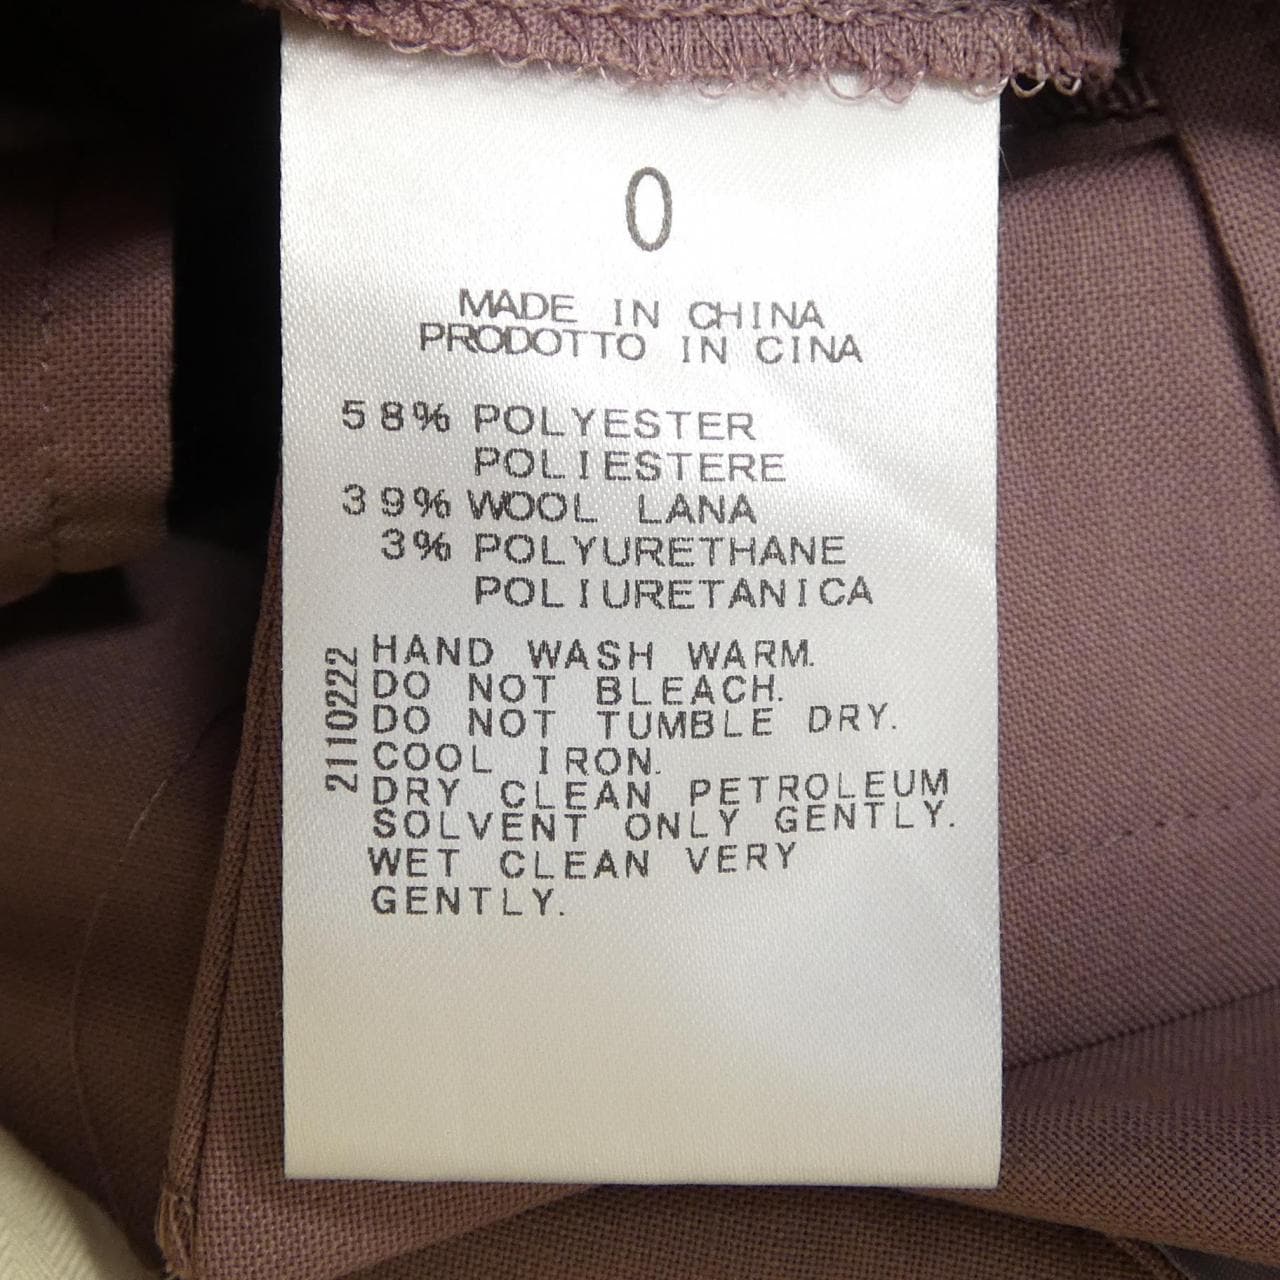 0
MADE IN CHINA
PRODOTTO IN CINA
58% POLYESTER
POLIESTERE
39% WOOL LANA
3% POLYURETHANE
POLIURETANICA
HAND WASH WARM.
DO NOT BLEACH.
DO NOT TUMBLE DRY.
COOL IRON.
DRY CLEAN PETROLEUM
SOLVENT ONLY GENTLY.
WET CLEAN VERY
GENTLY.
2110222